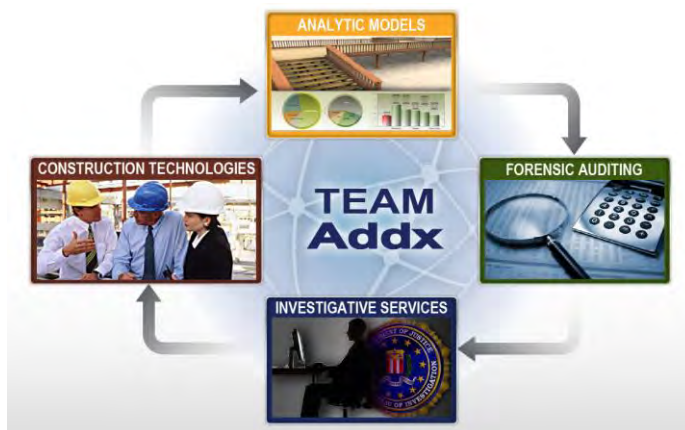 ANALYTIC MODELS
CONSTRUCTION TECHNOLOGIES
FORENSIC AUDITING
TEAM
Addx
INVESTIGATIVE SERVICES